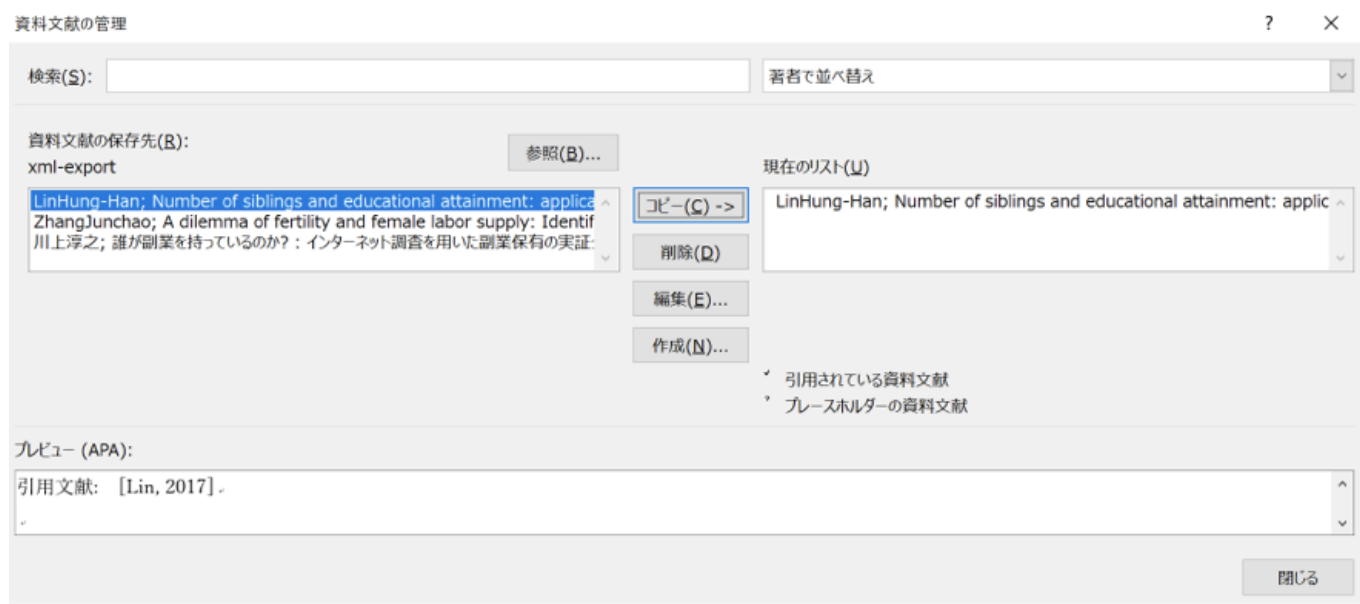 資料文献の管理
検索(S):
著者で並べ替え
資料文献の保存先(R):
xml-export
参照(B)...
現在のリスト(U)
LinHung-Han; Number of siblings and educational attainment: applica
ZhangJunchao; A dilemma of fertility and female labor supply: Identif
川上淳之; 誰が副業を持っているのか? : インターネット調査を用いた副業保有の実証
コピー(C) ->
削除(D)
編集(E)...
作成(N)...
LinHung-Han; Number of siblings and educational attainment: applic
引用されている資料文献
? プレースホルダーの資料文献
プレビュー (APA):
引用文献: [Lin, 2017]
閉じる